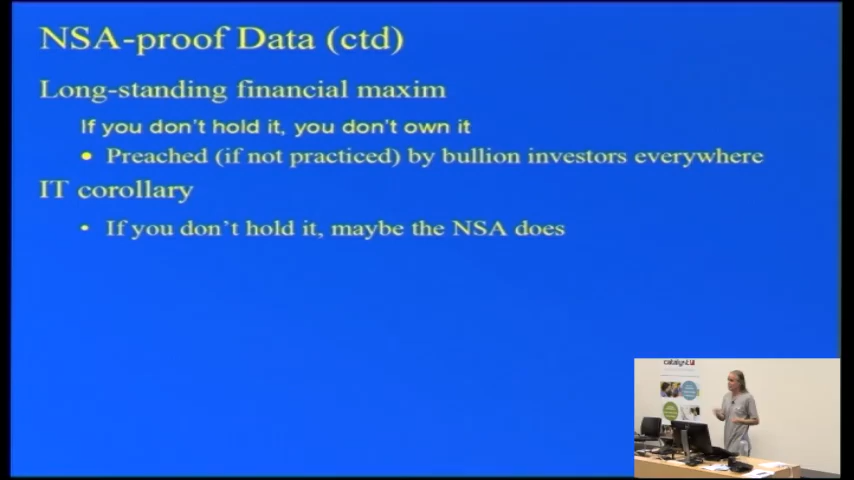 NSA-proof Data (ctd)
Long-standing financial maxim
If you don't hold it, you don't own it
• Preached (if not practiced) by bullion investors everywhere
IT corollary
• If you don't hold it, maybe the NSA does
catalyst